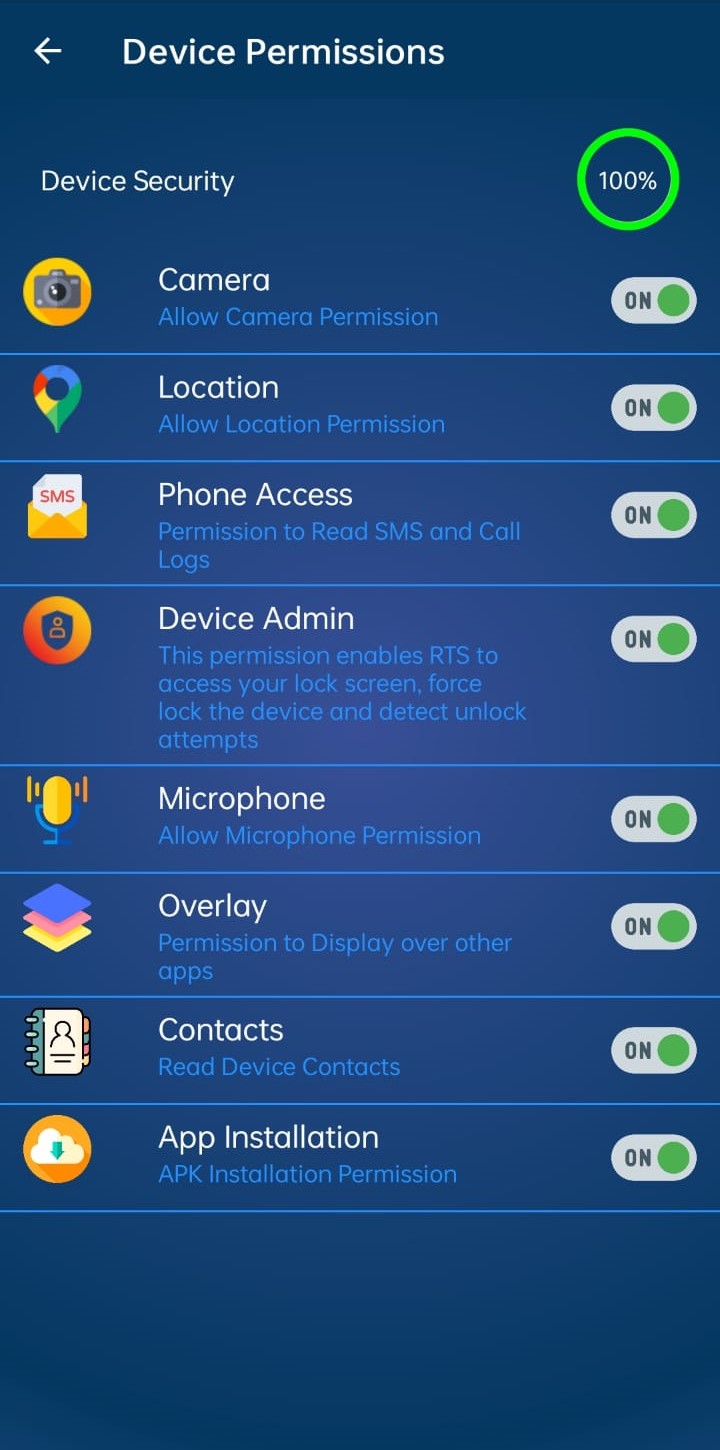 Device Permissions
Device Security
100%
Camera
Allow Camera Permission
ON
Location
Allow Location Permission
ON
SMS
Phone Access
Permission to Read SMS and Call
Logs
ON
Device Admin
This permission enables RTS to
access your lock screen, force
lock the device and detect unlock
attempts
ON
Microphone
Allow Microphone Permission
ON
Overlay
Permission to Display over other
apps
ON
Contacts
Read Device Contacts
ON
App Installation
APK Installation Permission
ON